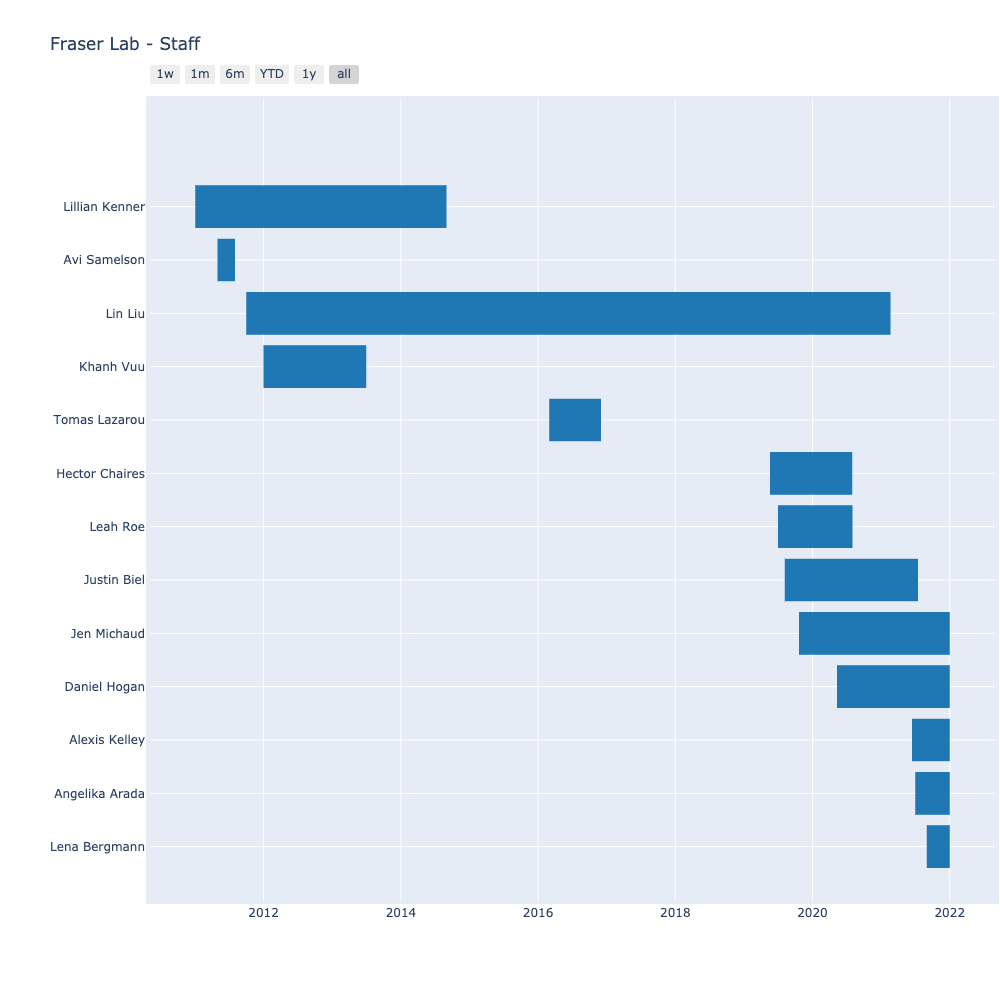 Fraser Lab - Staff
1w 1m 6m YTD 1y all
Lillian Kenner
Avi Samelson
Lin Liu
Khanh Vuu
Tomas Lazarou
Hector Chaires
Leah Roe
Justin Biel
Jen Michaud
Daniel Hogan
Alexis Kelley
Angelika Arada
Lena Bergmann
2012 2014 2016 2018 2020 2022